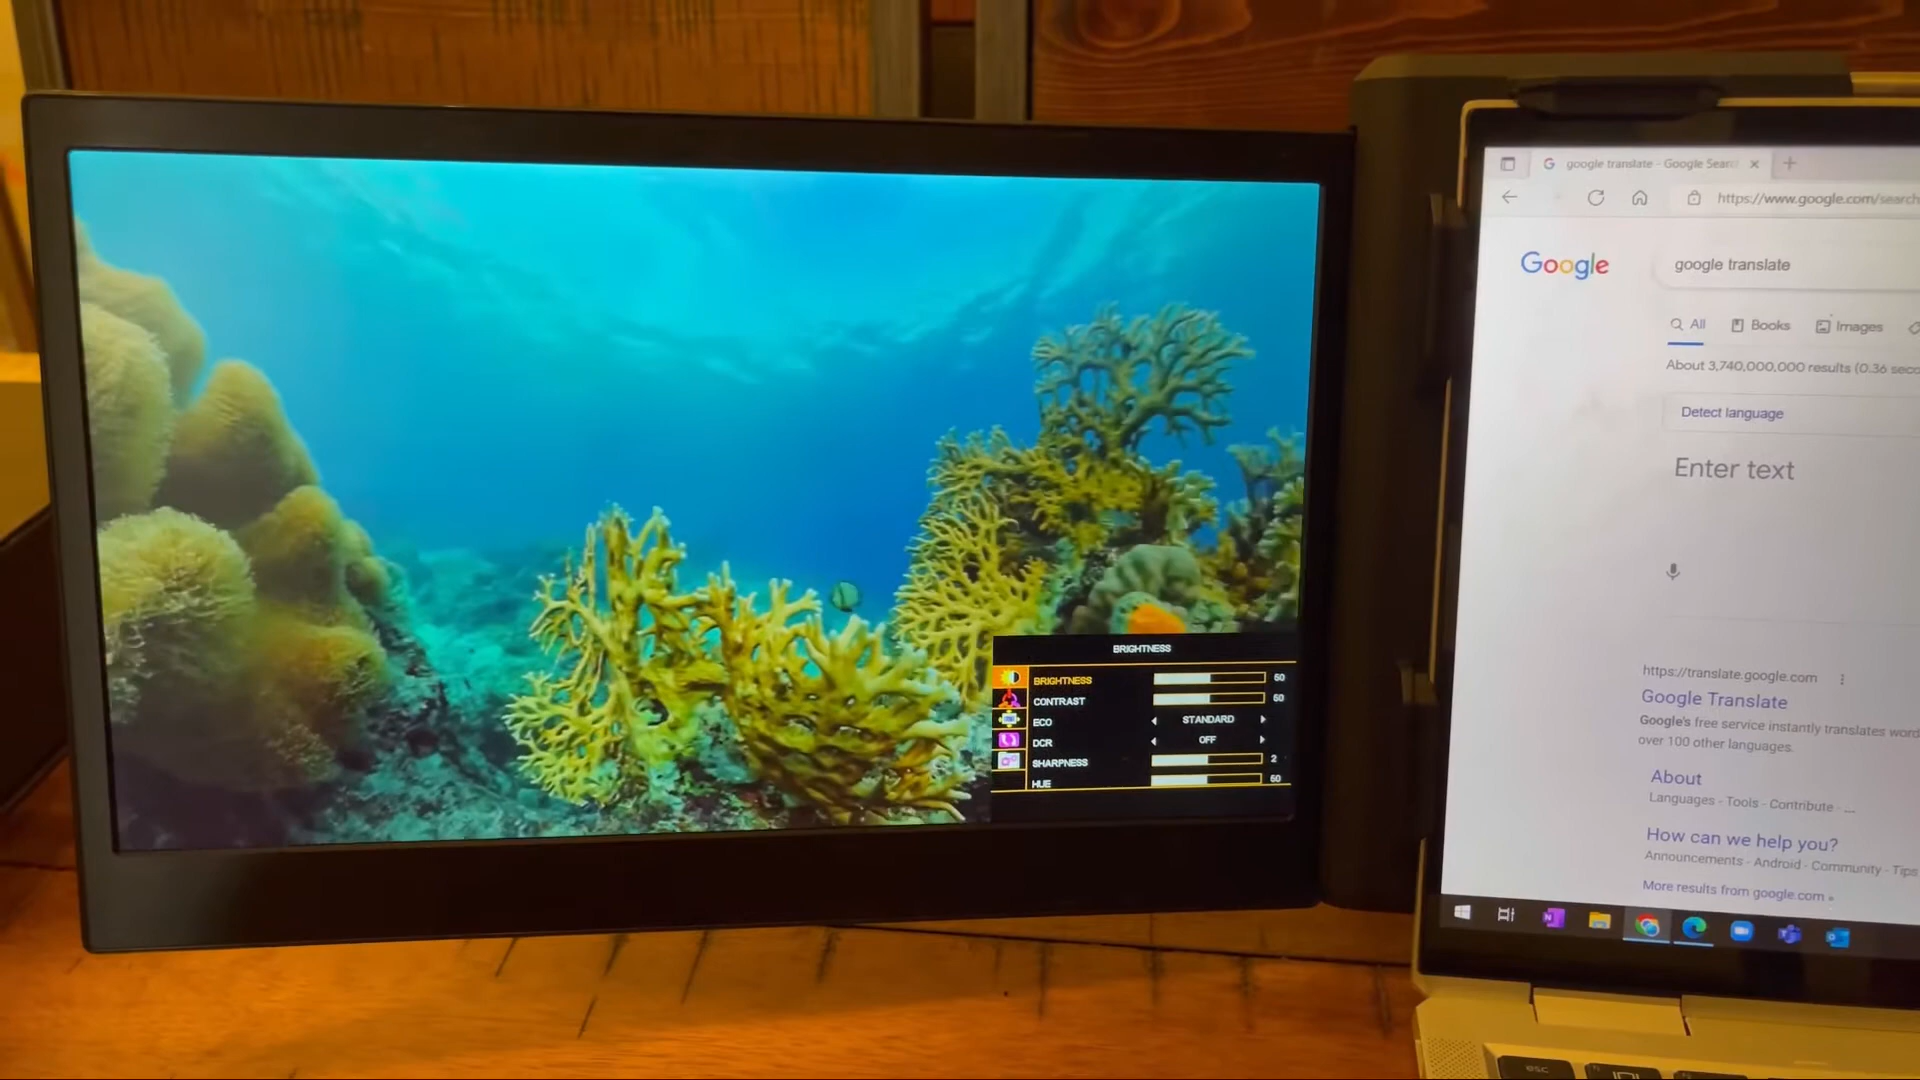 BRIGHTNESS
BRIGHTNESS 50
CONTRAST 50
ECO STANDARD
DCR OFF
SHARPNESS 2
HUE 50
google translate - Google Sear
https://www.google.com/search
Google
google translate
All Books Images
About 3,740,000,000 results (0.36 seco
Detect language
Enter text
https://translate.google.com
Google Translate
Google's free service instantly translates word
over 100 other languages.
About
Languages - Tools - Contribute - ...
How can we help you?
Announcements - Android - Community - Tips
More results from google.com »
esc